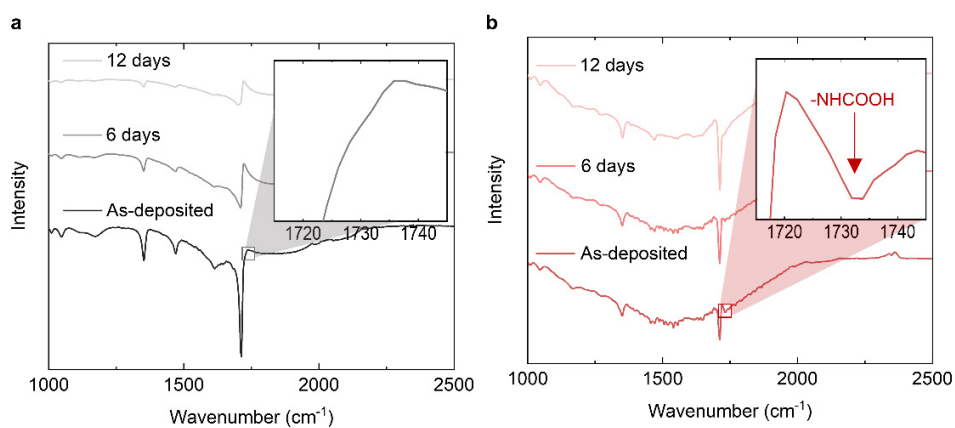 a
12 days
6 days
As-deposited
1720 1730 1740
Intensity
1000 1500 2000 2500
Wavenumber (cm⁻¹)
b
12 days
6 days
As-deposited
-NHCOOH
1720 1730 1740
Intensity
1000 1500 2000 2500
Wavenumber (cm⁻¹)